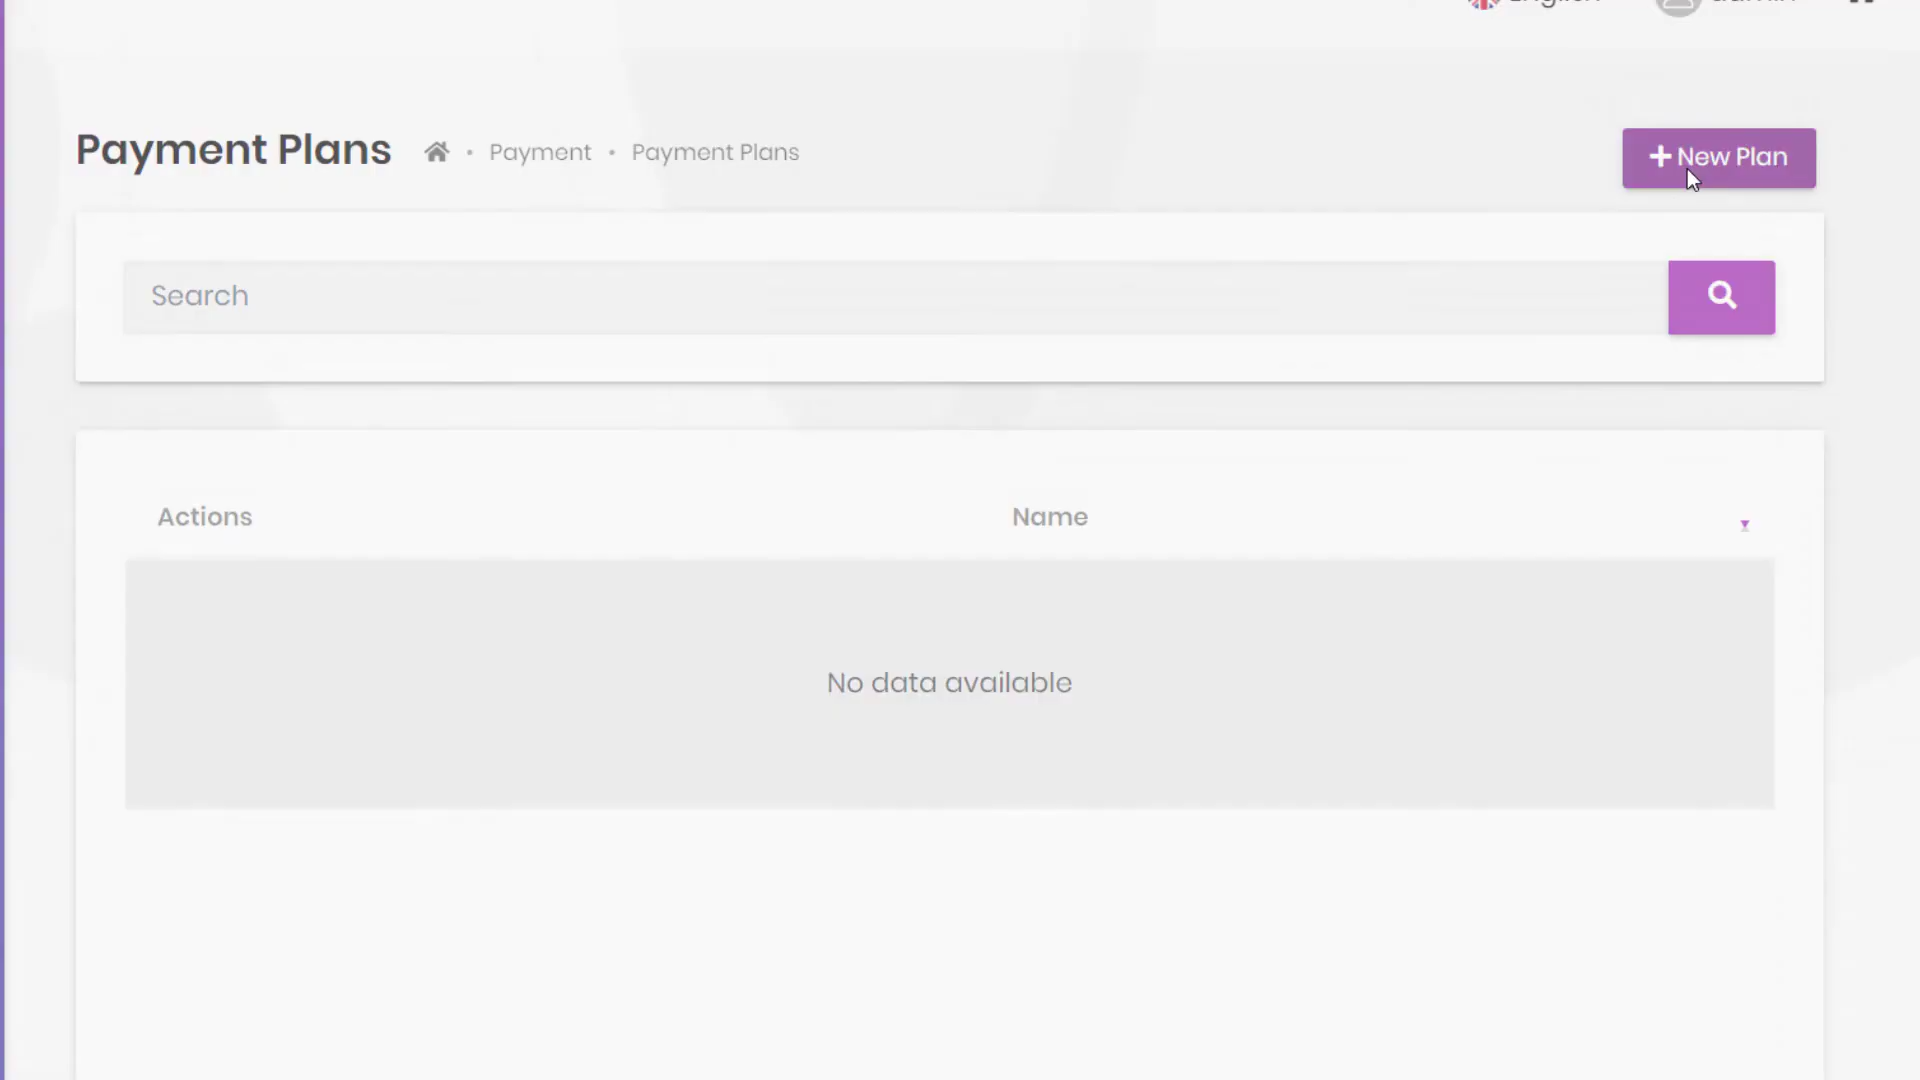 Payment Plans
Payment • Payment Plans
+ New Plan
Search
Actions
Name
No data available